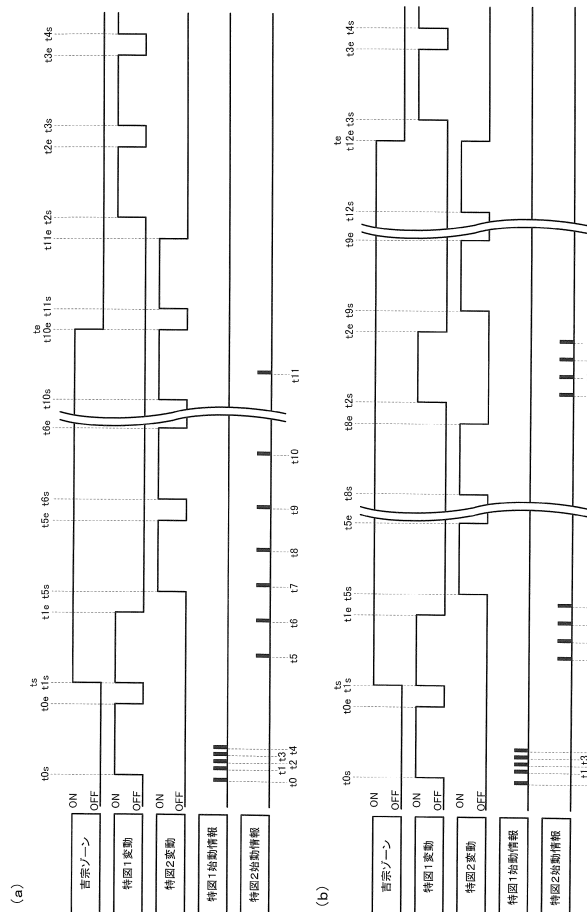 (a)
ts
te
t0s
t0e
t1s
t1e
t5s
t5e
t6s
t6e
t10s
t10e
t11s
t11e
t2s
t2e
t3s
t3e
t4s
吉宗ゾーン
ON
OFF
特図1変動
ON
OFF
特図2変動
ON
OFF
特図1始動情報
t0
t1
t2
t3
t4
特図2始動情報
t5
t6
t7
t8
t9
t10
t11
(b)
ts
te
t0s
t0e
t1s
t1e
t5s
t5e
t8s
t8e
t2s
t2e
t9s
t9e
t12s
t12e
t3s
t3e
t4s
吉宗ゾーン
ON
OFF
特図1変動
ON
OFF
特図2変動
ON
OFF
特図1始動情報
t1
t3
特図2始動情報